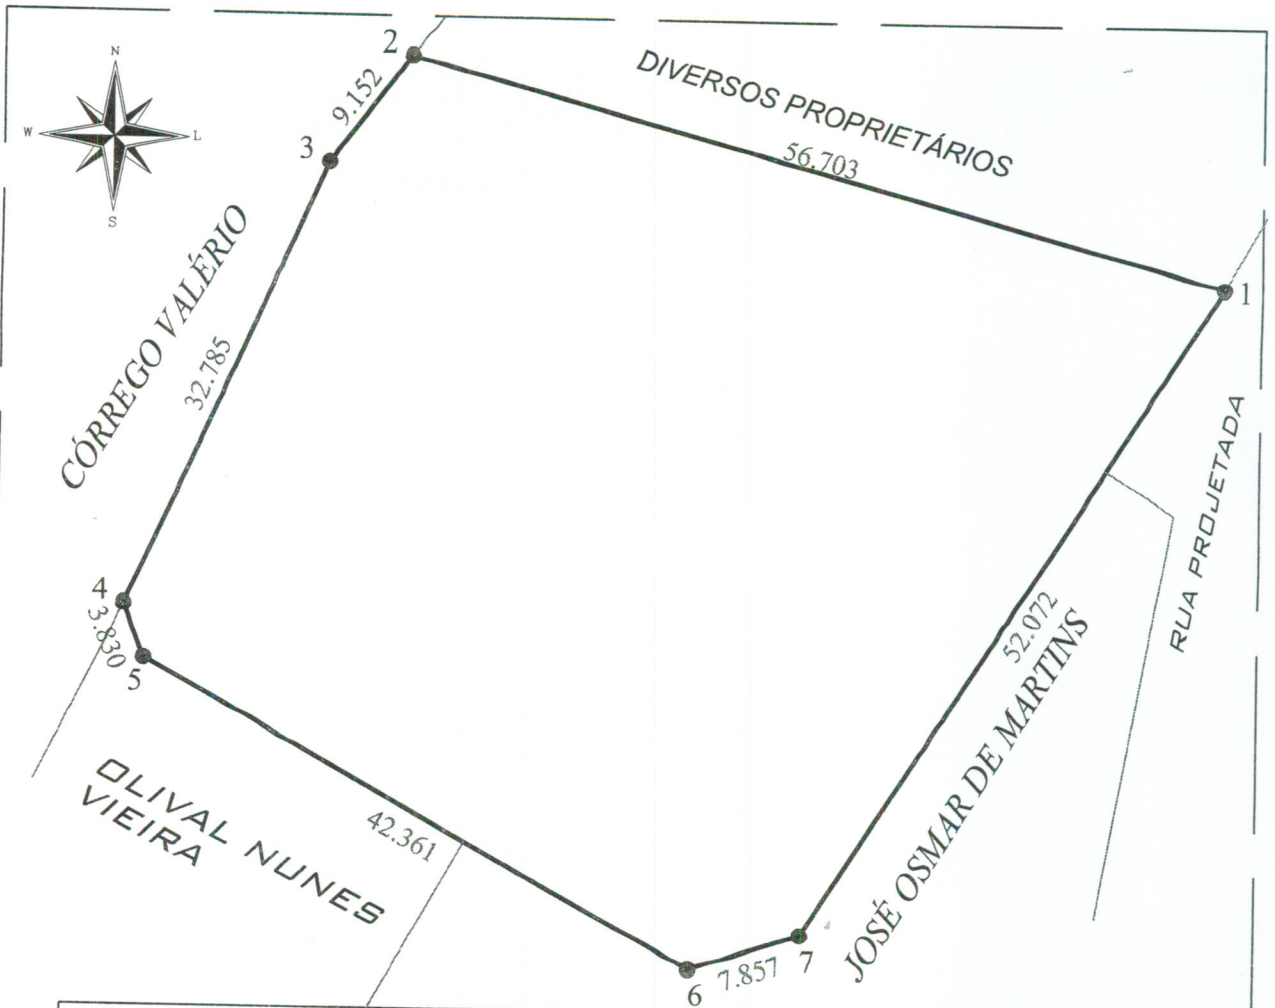 N
W
L
S
2
DIVERSOS PROPRIETÁRIOS
9.152
3
56.703
CÓRREGO VALÉRIO
1
32.785
RUA PROJETADA
4
3.830
5
52.072
JOSÉ OSMAR DE MARTINS
OLIVAL NUNES
VIEIRA
42.361
7.857
7
6